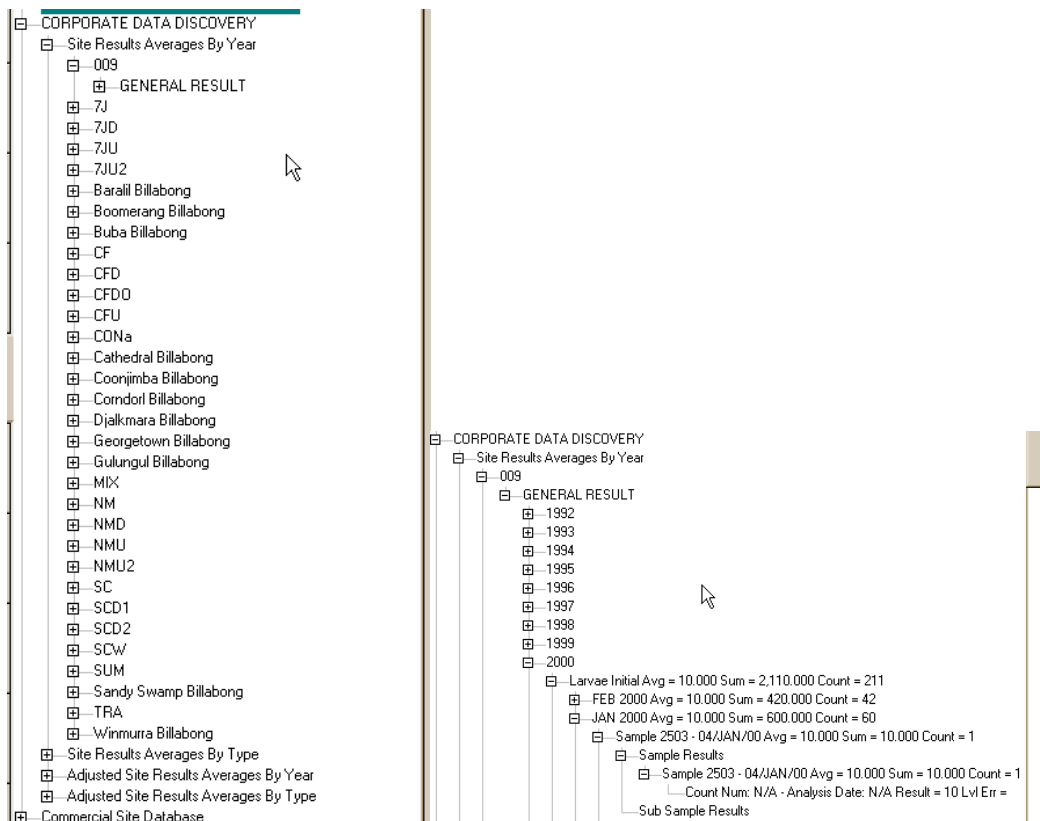 CORPORATE DATA DISCOVERY
Site Results Averages By Year
009
GENERAL RESULT
7J
7JD
7JU
7JU2
Baralil Billabong
Boomerang Billabong
Buba Billabong
CF
CFD
CFDO
CFU
CONa
Cathedral Billabong
Coonjimba Billabong
Corndorl Billabong
Djalkmara Billabong
Georgetown Billabong
Gulungul Billabong
MIX
NM
NMD
NMU
NMU2
SC
SCD1
SCD2
SCW
SUM
Sandy Swamp Billabong
TRA
Winmurra Billabong
Site Results Averages By Type
Adjusted Site Results Averages By Year
Adjusted Site Results Averages By Type
Commercial Site Database
CORPORATE DATA DISCOVERY
Site Results Averages By Year
009
GENERAL RESULT
1992
1993
1994
1995
1996
1997
1998
1999
2000
Larvae Initial Avg = 10.000 Sum = 2,110.000 Count = 211
FEB 2000 Avg = 10.000 Sum = 420.000 Count = 42
JAN 2000 Avg = 10.000 Sum = 600.000 Count = 60
Sample 2503 - 04/JAN/00 Avg = 10.000 Sum = 10.000 Count = 1
Sample Results
Sample 2503 - 04/JAN/00 Avg = 10.000 Sum = 10.000 Count = 1
Count Num: N/A - Analysis Date: N/A Result = 10 Lvl Err =
Sub Sample Results